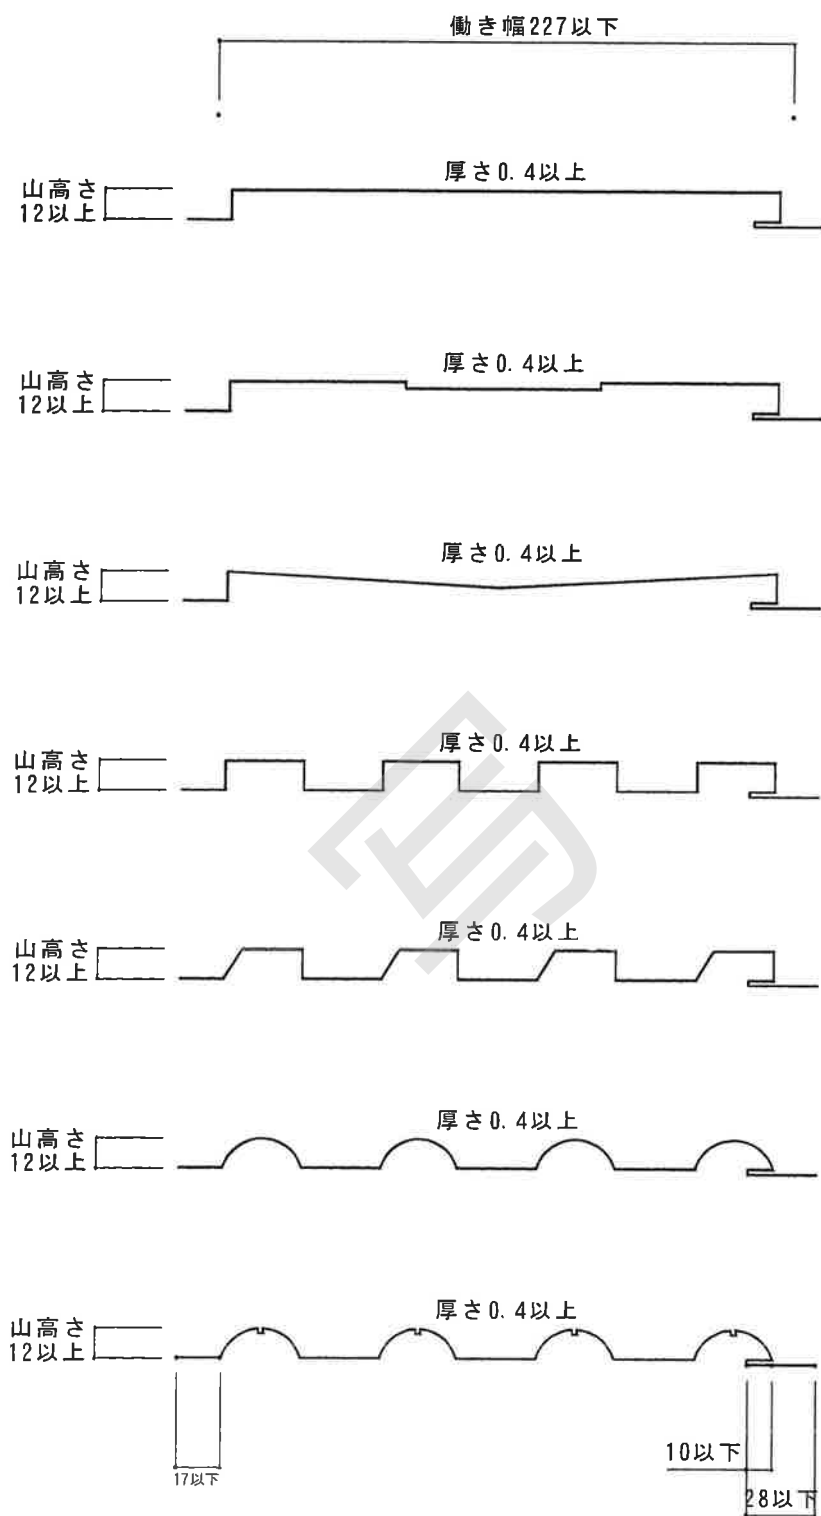 働き幅227以下
厚さ0.4以上
山高さ
12以上
厚さ0.4以上
山高さ
12以上
厚さ0.4以上
山高さ
12以上
厚さ0.4以上
山高さ
12以上
写
厚さ0.4以上
山高さ
12以上
厚さ0.4以上
山高さ
12以上
厚さ0.4以上
山高さ
12以上
10以下
17以下
28以下